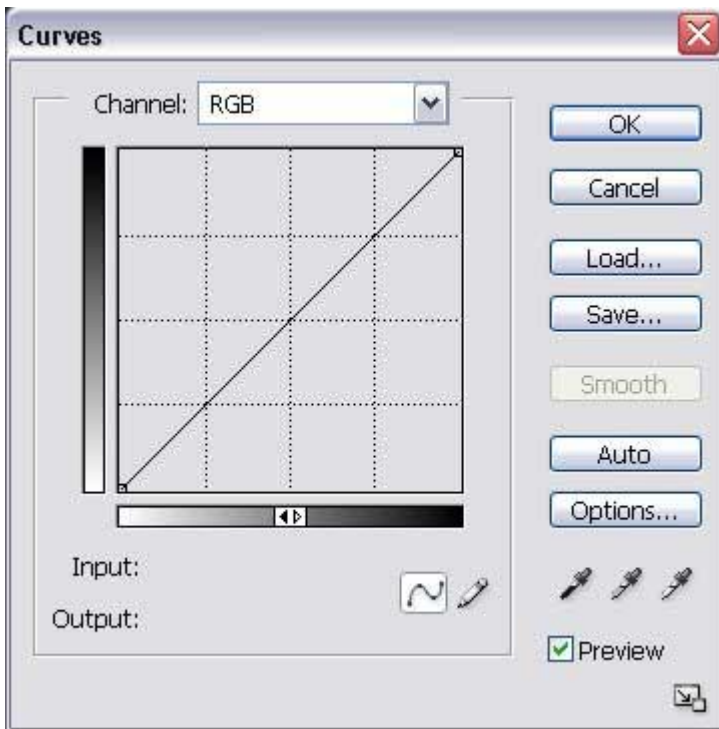 Curves
Channel: RGB
OK
Cancel
Load...
Save...
Smooth
Auto
Options...
Input:
Output:
Preview